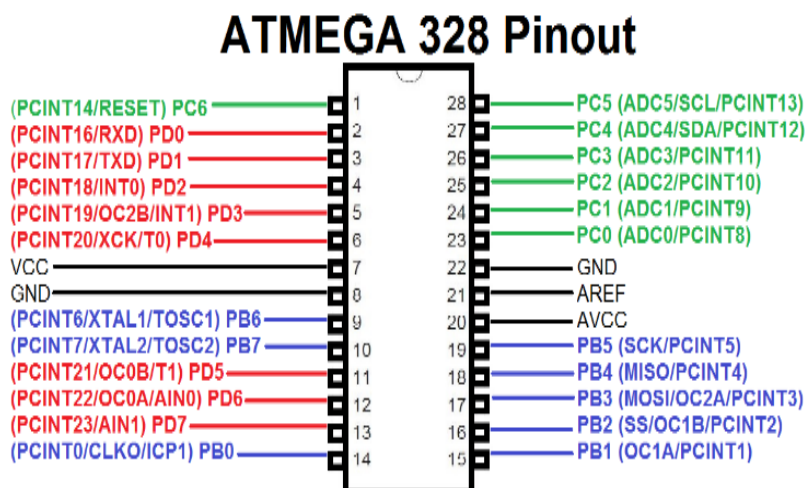 ATMEGA 328 Pinout
(PCINT14/RESET) PC6 1 28 PC5 (ADC5/SCL/PCINT13)
(PCINT16/RXD) PD0 2 27 PC4 (ADC4/SDA/PCINT12)
(PCINT17/TXD) PD1 3 26 PC3 (ADC3/PCINT11)
(PCINT18/INT0) PD2 4 25 PC2 (ADC2/PCINT10)
(PCINT19/OC2B/INT1) PD3 5 24 PC1 (ADC1/PCINT9)
(PCINT20/XCK/T0) PD4 6 23 PC0 (ADC0/PCINT8)
VCC 7 22 GND
GND 8 21 AREF
(PCINT6/XTAL1/TOSC1) PB6 9 20 AVCC
(PCINT7/XTAL2/TOSC2) PB7 10 19 PB5 (SCK/PCINT5)
(PCINT21/OC0B/T1) PD5 11 18 PB4 (MISO/PCINT4)
(PCINT22/OC0A/AIN0) PD6 12 17 PB3 (MOSI/OC2A/PCINT3)
(PCINT23/AIN1) PD7 13 16 PB2 (SS/OC1B/PCINT2)
(PCINT0/CLKO/ICP1) PB0 14 15 PB1 (OC1A/PCINT1)